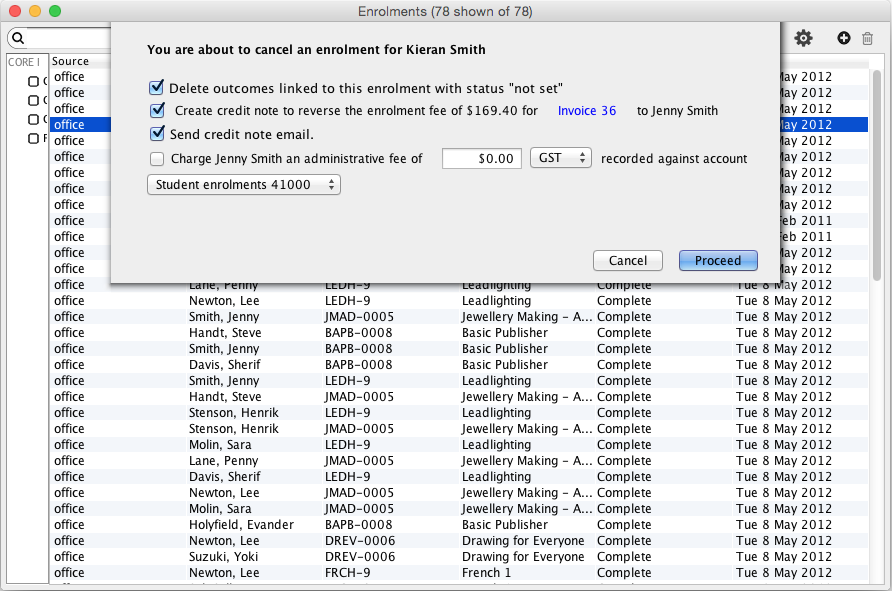 Enrolments (78 shown of 78)
You are about to cancel an enrolment for Kieran Smith
Delete outcomes linked to this enrolment with status "not set"
Create credit note to reverse the enrolment fee of $169.40 for Invoice 36 to Jenny Smith
Send credit note email.
Charge Jenny Smith an administrative fee of $0.00 GST recorded against account
Student enrolments 41000
Cancel Proceed
CORE
Source
office May 2012
office May 2012
office May 2012
office May 2012
office May 2012
office May 2012
office May 2012
office May 2012
office May 2012
office Feb 2011
office Feb 2011
office May 2012
office May 2012
office Lane, Penny LEDH-9 Leadlighting Complete Tue 8 May 2012
office Newton, Lee LEDH-9 Leadlighting Complete Tue 8 May 2012
office Smith, Jenny JMAD-0005 Jewellery Making - A... Complete Tue 8 May 2012
office Handt, Steve BAPB-0008 Basic Publisher Complete Tue 8 May 2012
office Smith, Jenny BAPB-0008 Basic Publisher Complete Tue 8 May 2012
office Davis, Sherif BAPB-0008 Basic Publisher Complete Tue 8 May 2012
office Smith, Jenny LEDH-9 Leadlighting Complete Tue 8 May 2012
office Handt, Steve JMAD-0005 Jewellery Making - A... Complete Tue 8 May 2012
office Stenson, Henrik LEDH-9 Leadlighting Complete Tue 8 May 2012
office Stenson, Henrik JMAD-0005 Jewellery Making - A... Complete Tue 8 May 2012
office Molin, Sara LEDH-9 Leadlighting Complete Tue 8 May 2012
office Lane, Penny JMAD-0005 Jewellery Making - A... Complete Tue 8 May 2012
office Davis, Sherif LEDH-9 Leadlighting Complete Tue 8 May 2012
office Newton, Lee JMAD-0005 Jewellery Making - A... Complete Tue 8 May 2012
office Molin, Sara JMAD-0005 Jewellery Making - A... Complete Tue 8 May 2012
office Holyfield, Evander BAPB-0008 Basic Publisher Complete Tue 8 May 2012
office Newton, Lee DREV-0006 Drawing for Everyone Complete Tue 8 May 2012
office Suzuki, Yoki DREV-0006 Drawing for Everyone Complete Tue 8 May 2012
office Newton, Lee FRCH-9 French 1 Complete Tue 8 May 2012